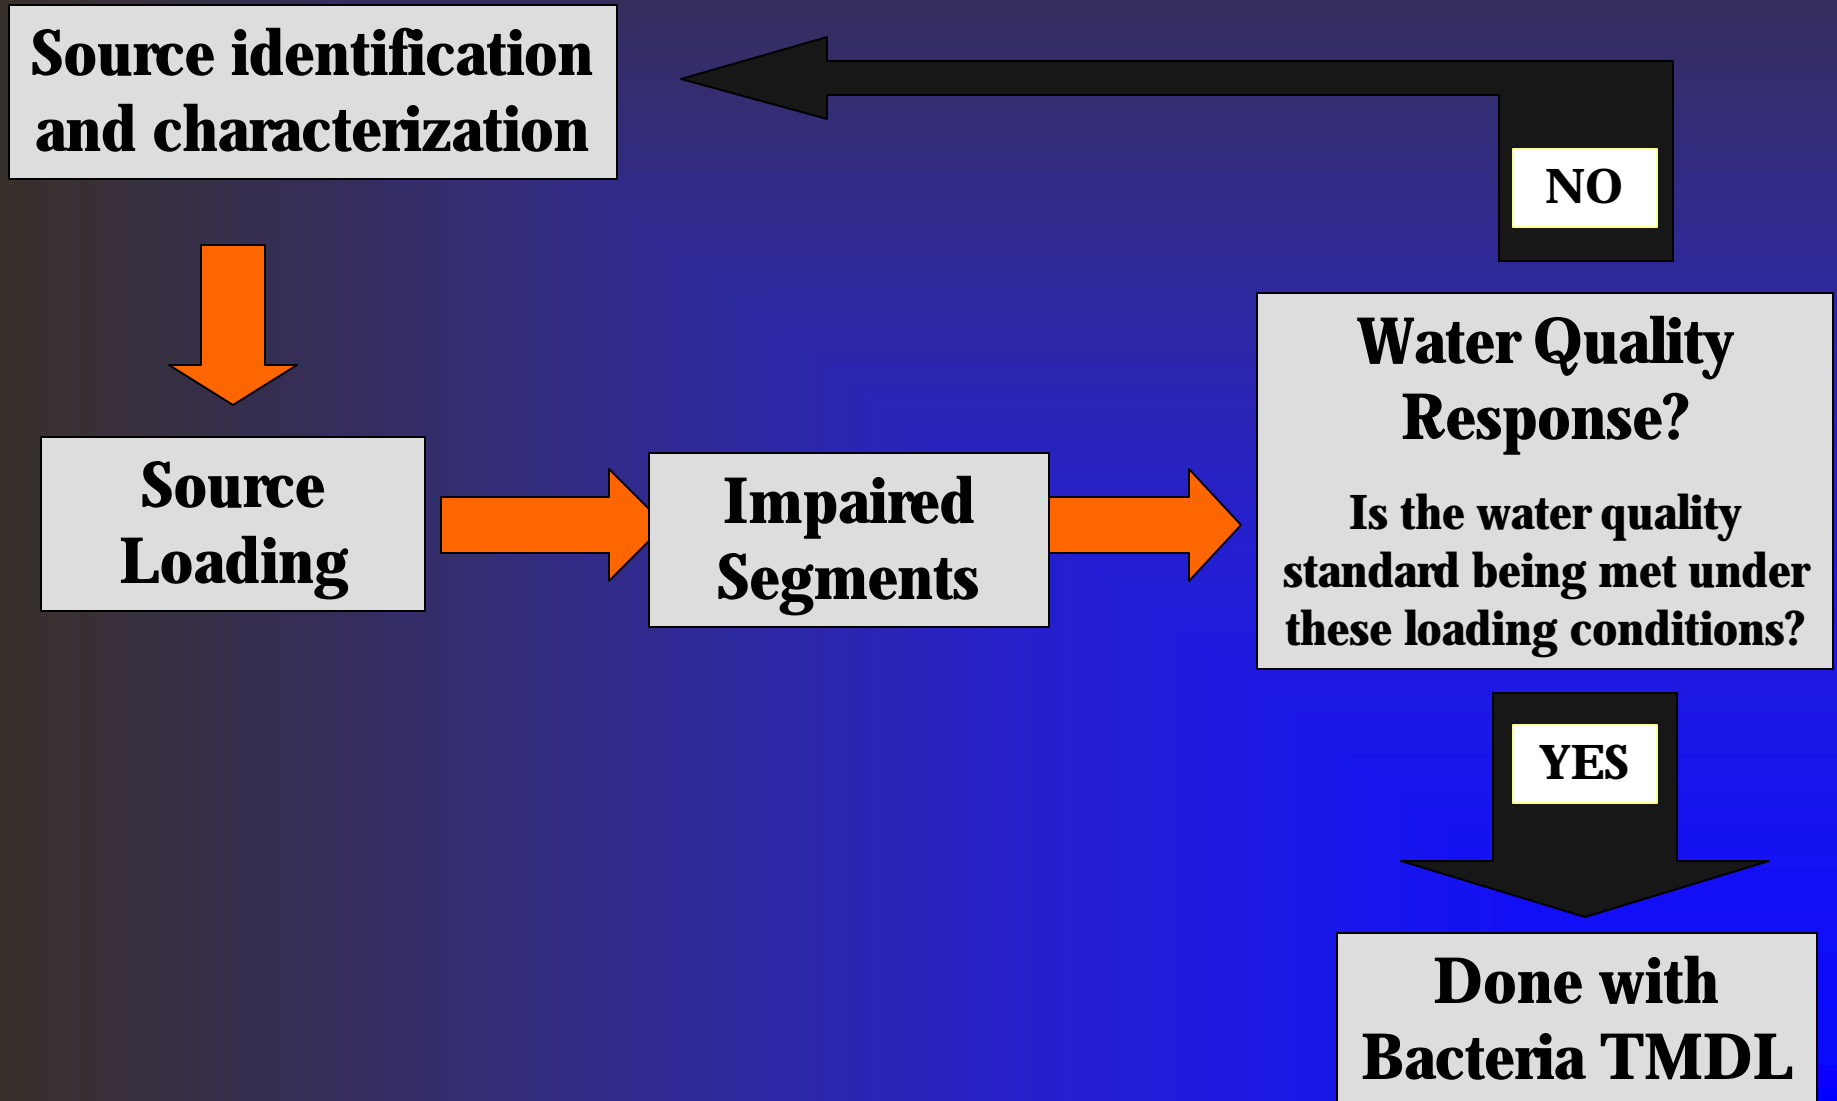 Source identification
and characterization
NO
Water Quality
Response?
Is the water quality
standard being met under
these loading conditions?
Source
Loading
Impaired
Segments
YES
Done with
Bacteria TMDL